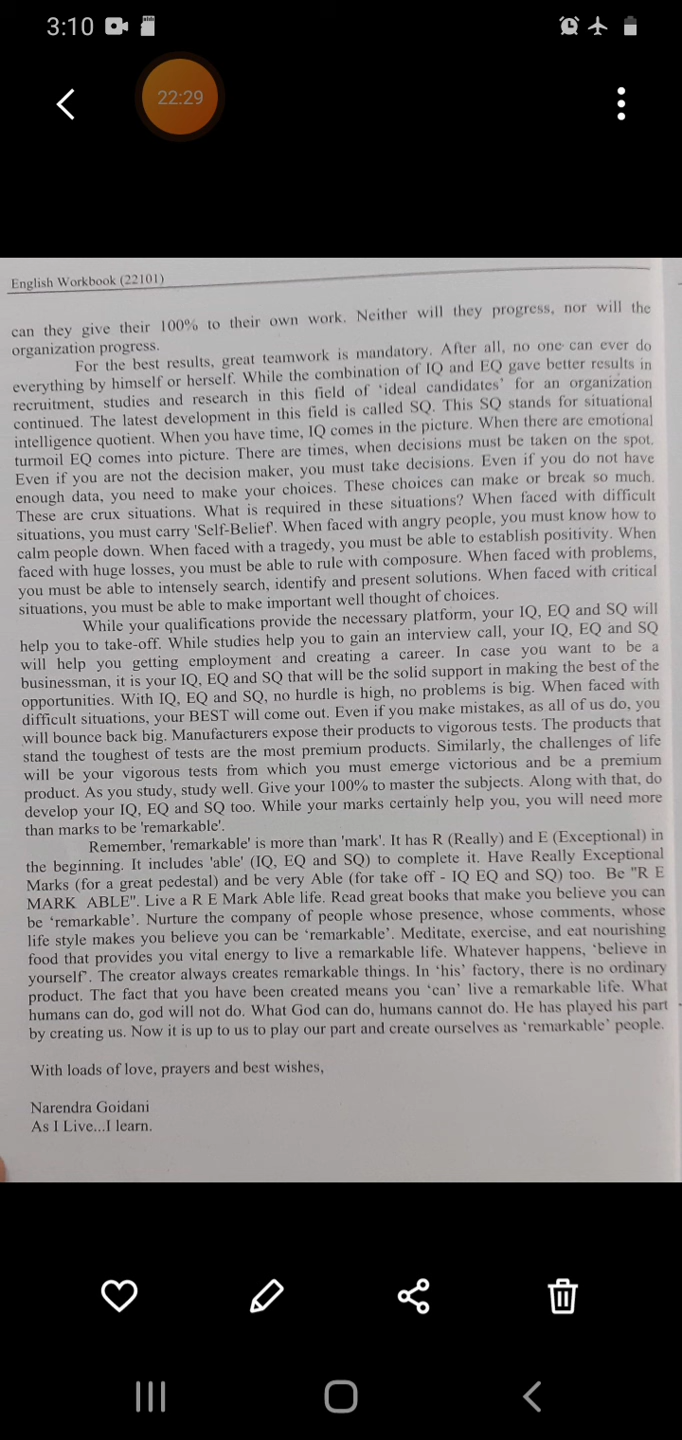 3:10
22:29
English Workbook (22101)
can they give their 100% to their own work. Neither will they progress, nor will the
organization progress.
For the best results, great teamwork is mandatory. After all, no one can ever do
everything by himself or herself. While the combination of IQ and EQ gave better results in
recruitment, studies and research in this field of ‘ideal candidates’ for an organization
continued. The latest development in this field is called SQ. This SQ stands for situational
intelligence quotient. When you have time, IQ comes in the picture. When there are emotional
turmoil EQ comes into picture. There are times, when decisions must be taken on the spot.
Even if you are not the decision maker, you must take decisions. Even if you do not have
enough data, you need to make your choices. These choices can make or break so much.
These are crux situations. What is required in these situations? When faced with difficult
situations, you must carry 'Self-Belief'. When faced with angry people, you must know how to
calm people down. When faced with a tragedy, you must be able to establish positivity. When
faced with huge losses, you must be able to rule with composure. When faced with problems,
you must be able to intensely search, identify and present solutions. When faced with critical
situations, you must be able to make important well thought of choices.
While your qualifications provide the necessary platform, your IQ, EQ and SQ will
help you to take-off. While studies help you to gain an interview call, your IQ, EQ and SQ
will help you getting employment and creating a career. In case you want to be a
businessman, it is your IQ, EQ and SQ that will be the solid support in making the best of the
opportunities. With IQ, EQ and SQ, no hurdle is high, no problems is big. When faced with
difficult situations, your BEST will come out. Even if you make mistakes, as all of us do, you
will bounce back big. Manufacturers expose their products to vigorous tests. The products that
stand the toughest of tests are the most premium products. Similarly, the challenges of life
will be your vigorous tests from which you must emerge victorious and be a premium
product. As you study, study well. Give your 100% to master the subjects. Along with that, do
develop your IQ, EQ and SQ too. While your marks certainly help you, you will need more
than marks to be 'remarkable'.
Remember, 'remarkable' is more than 'mark'. It has R (Really) and E (Exceptional) in
the beginning. It includes 'able' (IQ, EQ and SQ) to complete it. Have Really Exceptional
Marks (for a great pedestal) and be very Able (for take off - IQ EQ and SQ) too. Be "R E
MARK ABLE". Live a R E Mark Able life. Read great books that make you believe you can
be ‘remarkable’. Nurture the company of people whose presence, whose comments, whose
life style makes you believe you can be ‘remarkable’. Meditate, exercise, and eat nourishing
food that provides you vital energy to live a remarkable life. Whatever happens, ‘believe in
yourself’. The creator always creates remarkable things. In ‘his’ factory, there is no ordinary
product. The fact that you have been created means you ‘can’ live a remarkable life. What
humans can do, god will not do. What God can do, humans cannot do. He has played his part
by creating us. Now it is up to us to play our part and create ourselves as ‘remarkable’ people.
With loads of love, prayers and best wishes,
Narendra Goidani
As I Live...I learn.